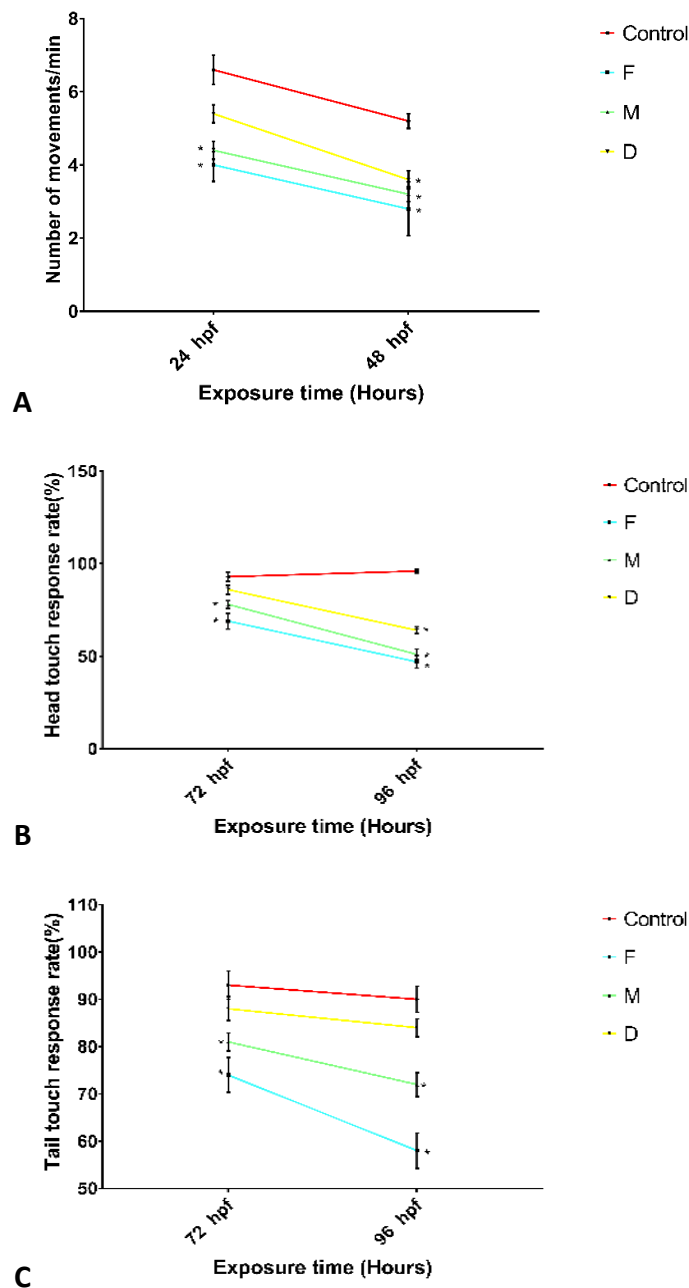 Number of movements/min
8
6
4
2
0
*
*
*
*
*
24 hpf
48 hpf
Exposure time (Hours)
Control
F
M
D
A
Head touch response rate(%)
150
100
50
0
*
*
*
*
*
72 hpf
96 hpf
Exposure time (Hours)
Control
F
M
D
B
Tail touch response rate(%)
110
100
90
80
70
60
50
*
*
*
*
72 hpf
96 hpf
Exposure time (Hours)
Control
F
M
D
C